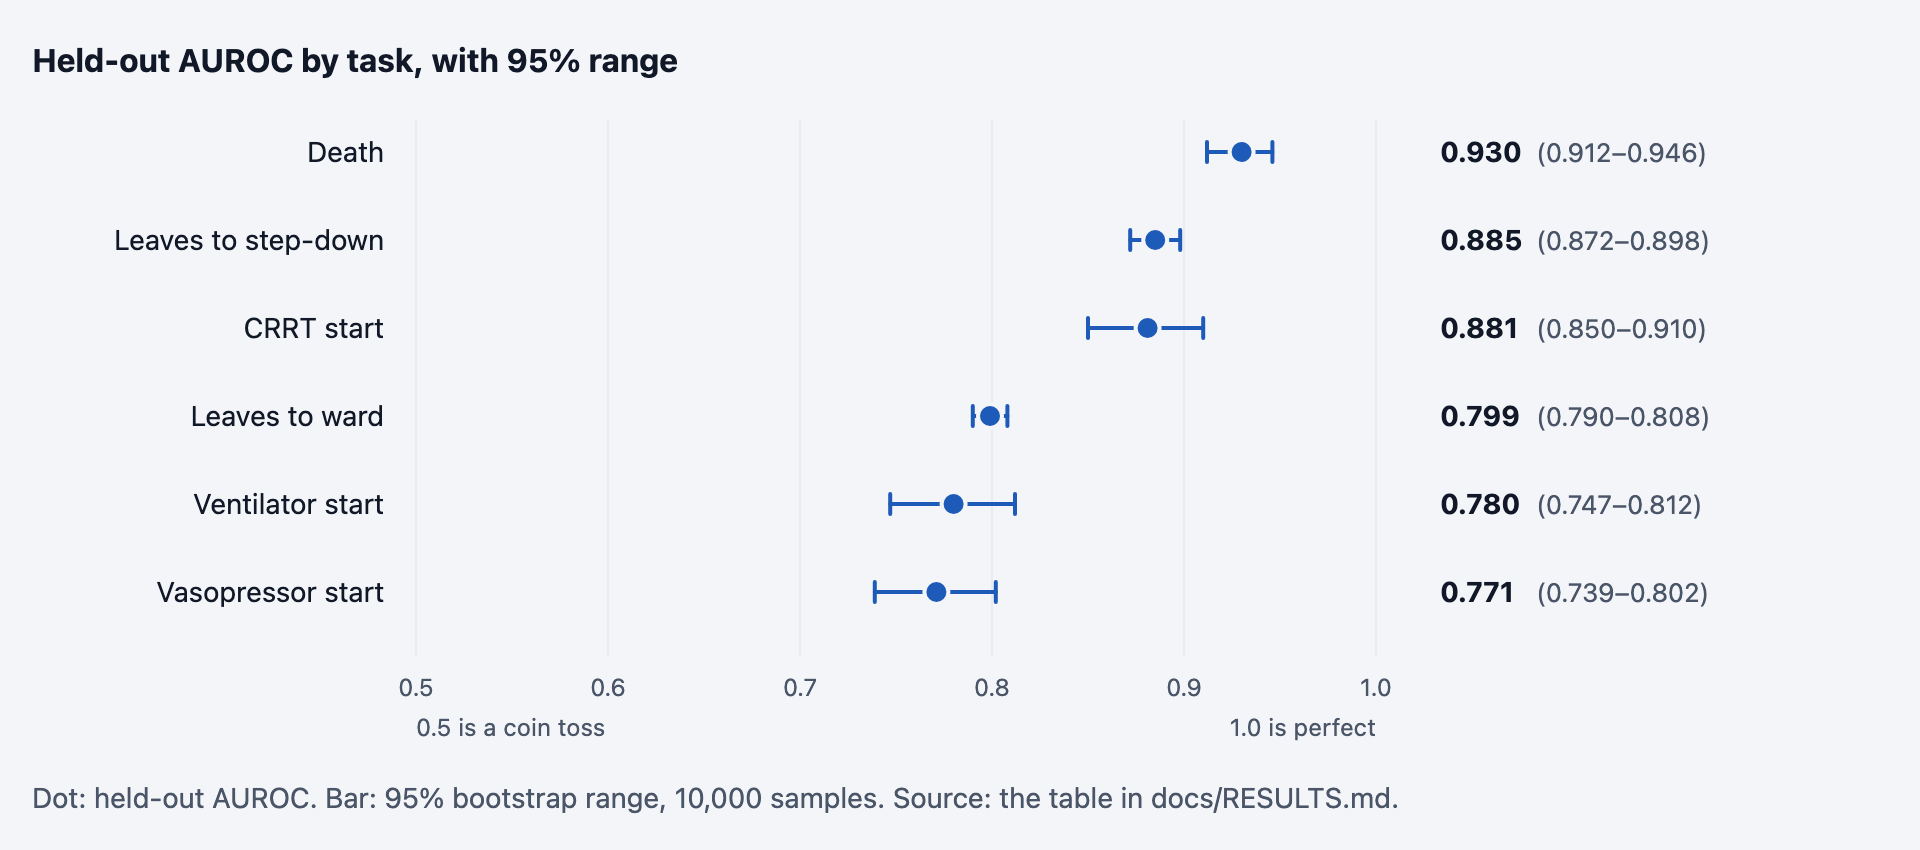 Held-out AUROC by task, with 95% range
Death 0.930 (0.912–0.946)
Leaves to step-down 0.885 (0.872–0.898)
CRRT start 0.881 (0.850–0.910)
Leaves to ward 0.799 (0.790–0.808)
Ventilator start 0.780 (0.747–0.812)
Vasopressor start 0.771 (0.739–0.802)
0.5 0.6 0.7 0.8 0.9 1.0
0.5 is a coin toss 1.0 is perfect
Dot: held-out AUROC. Bar: 95% bootstrap range, 10,000 samples. Source: the table in docs/RESULTS.md.